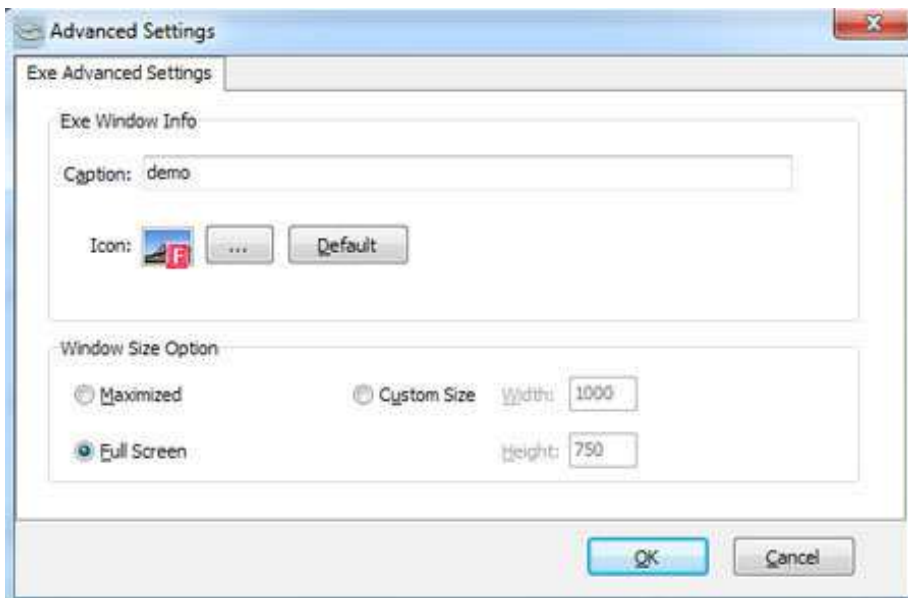 Advanced Settings
Exe Advanced Settings
Exe Window Info
Caption: demo
Icon: F ... Default
Window Size Option
Maximized Custom Size Width: 1000
Full Screen Height: 750
OK Cancel